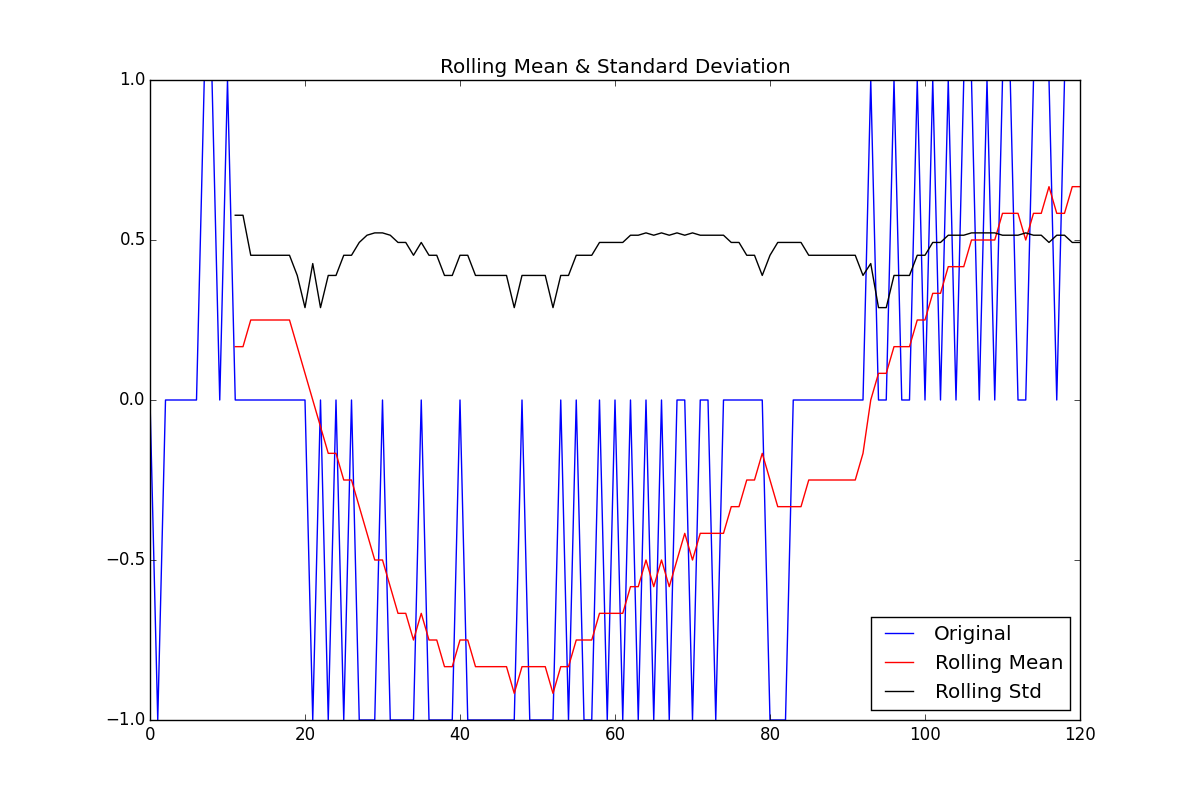 Rolling Mean & Standard Deviation
1.0
0.5
0.0
−0.5
−1.0
0 20 40 60 80 100 120
Original
Rolling Mean
Rolling Std